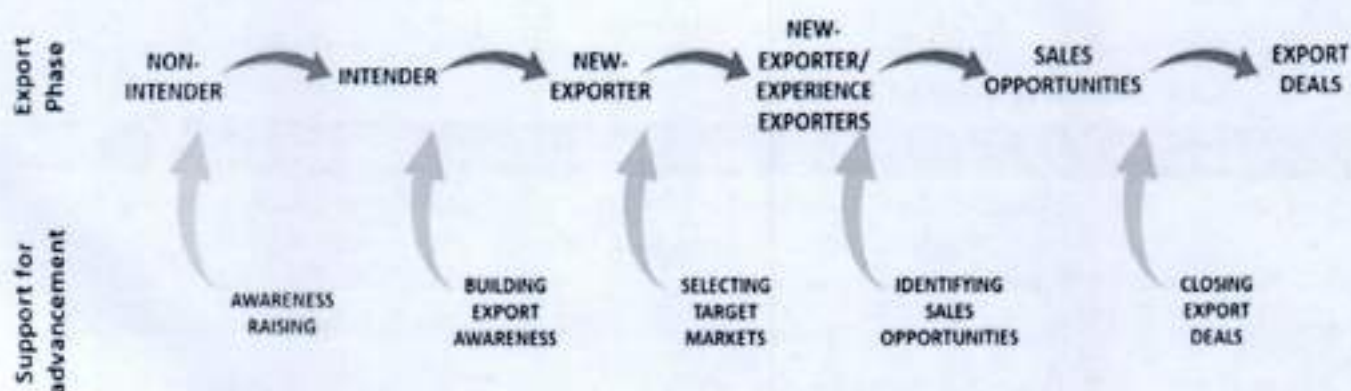 Export
Phase
NON-
INTENDER
INTENDER
NEW-
EXPORTER
NEW-
EXPORTER/
EXPERIENCE
EXPORTERS
SALES
OPPORTUNITIES
EXPORT
DEALS
Support for
advancement
AWARENESS
RAISING
BUILDING
EXPORT
AWARENESS
SELECTING
TARGET
MARKETS
IDENTIFYING
SALES
OPPORTUNITIES
CLOSING
EXPORT
DEALS